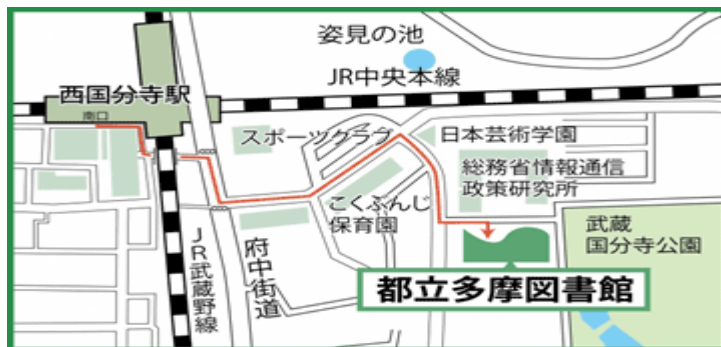 姿見の池
JR中央本線
西国分寺駅
南口
スポーツクラブ
日本芸術学園
総務省情報通信
政策研究所
こくぶんじ
保育園
武蔵
国分寺公園
JR武蔵野線
府中街道
都立多摩図書館